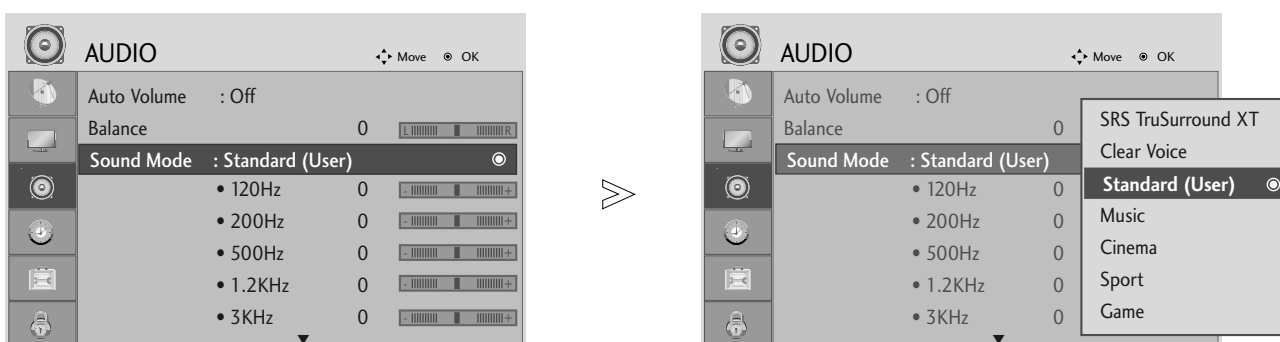 AUDIO Move OK
Auto Volume : Off
Balance 0 L R
Sound Mode : Standard (User)
• 120Hz 0 - +
• 200Hz 0 - +
• 500Hz 0 - +
• 1.2KHz 0 - +
• 3KHz 0 - +
AUDIO Move OK
Auto Volume : Off
Balance 0
Sound Mode : Standard (User)
• 120Hz 0
• 200Hz 0
• 500Hz 0
• 1.2KHz 0
• 3KHz 0
SRS TruSurround XT
Clear Voice
Standard (User)
Music
Cinema
Sport
Game